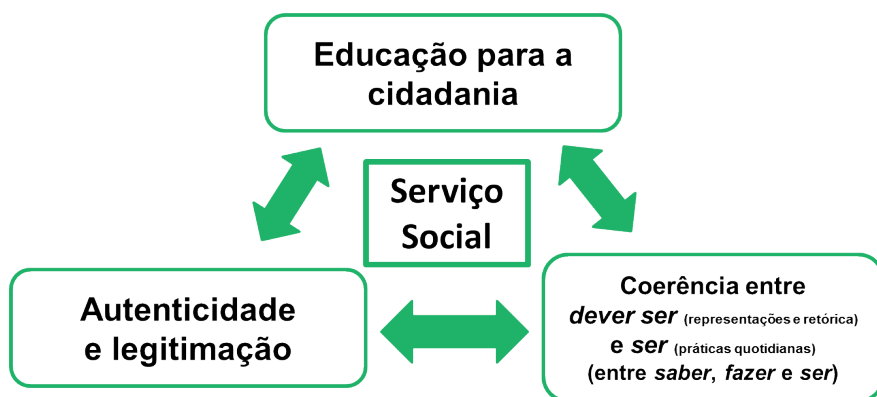 Educação para a
cidadania
Serviço
Social
Autenticidade
e legitimação
Coerência entre
dever ser (representações e retórica)
e ser (práticas quotidianas)
(entre saber, fazer e ser)